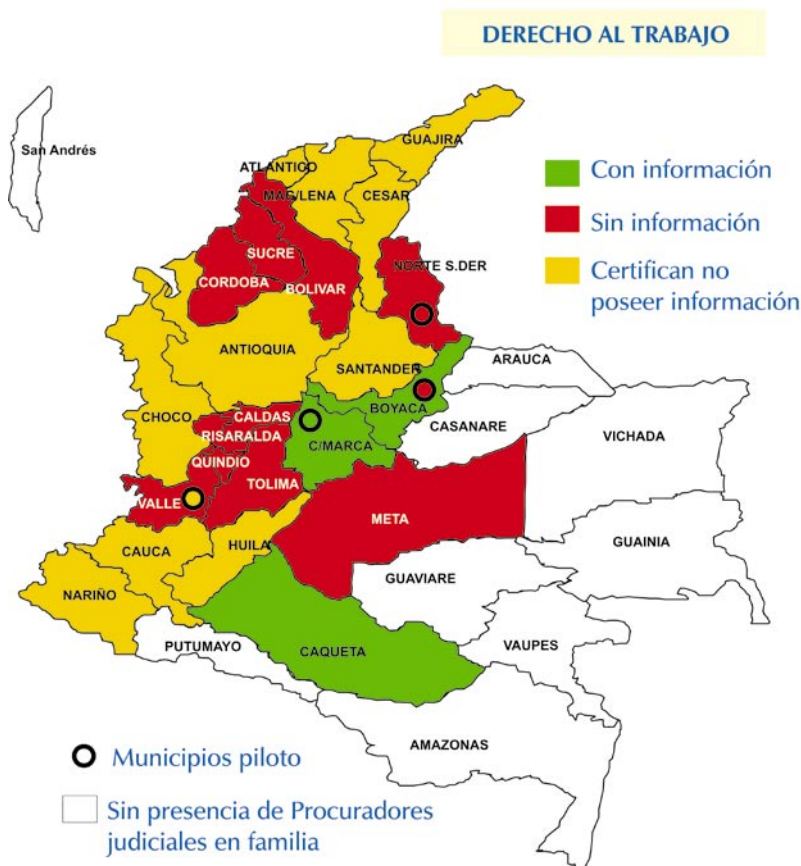 DERECHO AL TRABAJO
San Andrés
GUAJIRA
ATLANTICO
MAG/LENA
CESAR
Con información
Sin información
Certifican no
poseer información
SUCRE
CORDOBA
BOLIVAR
NORTE S.DER
ANTIOQUIA
SANTANDER
ARAUCA
CHOCO
CALDAS
BOYACA
CASANARE
VICHADA
RISARALDA
C/MARCA
QUINDIO
TOLIMA
VALLE
META
CAUCA
HUILA
GUAINIA
NARIÑO
GUAVIARE
PUTUMAYO
CAQUETA
VAUPES
AMAZONAS
Municipios piloto
Sin presencia de Procuradores
judiciales en familia